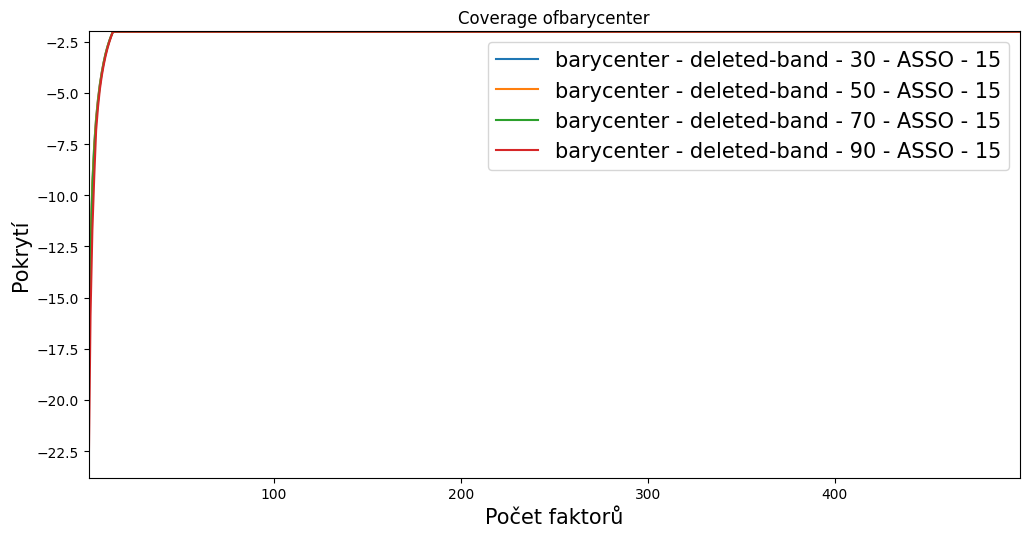 Coverage ofbarycenter
−2.5
−5.0
−7.5
−10.0
−12.5
−15.0
−17.5
−20.0
−22.5
Pokrytí
barycenter - deleted-band - 30 - ASSO - 15
barycenter - deleted-band - 50 - ASSO - 15
barycenter - deleted-band - 70 - ASSO - 15
barycenter - deleted-band - 90 - ASSO - 15
100 200 300 400
Počet faktorů